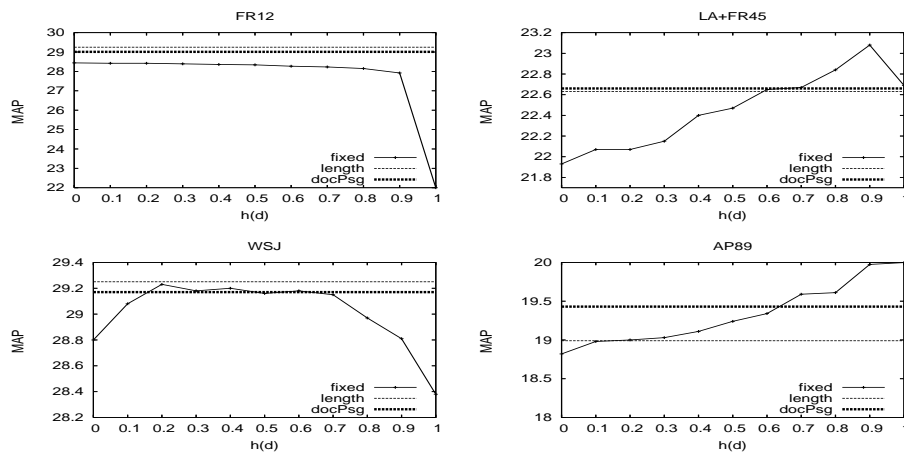 FR12
30
29
28
27
26
25
24
23
22
MAP
fixed
length
docPsg
0 0.1 0.2 0.3 0.4 0.5 0.6 0.7 0.8 0.9 1
h(d)
LA+FR45
23.2
23
22.8
22.6
22.4
22.2
22
21.8
MAP
fixed
length
docPsg
0 0.1 0.2 0.3 0.4 0.5 0.6 0.7 0.8 0.9 1
h(d)
WSJ
29.4
29.2
29
28.8
28.6
28.4
28.2
MAP
fixed
length
docPsg
0 0.1 0.2 0.3 0.4 0.5 0.6 0.7 0.8 0.9 1
h(d)
AP89
20
19.5
19
18.5
18
MAP
fixed
length
docPsg
0 0.1 0.2 0.3 0.4 0.5 0.6 0.7 0.8 0.9 1
h(d)